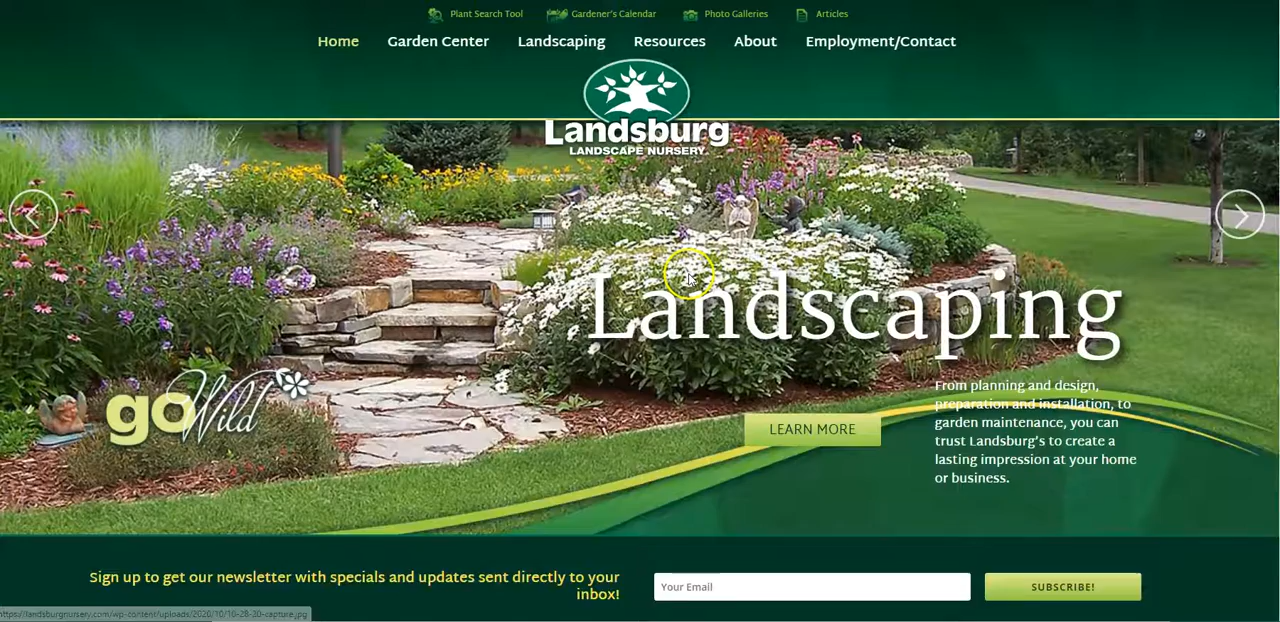 Plant Search Tool Gardener's Calendar Photo Galleries Articles
Home Garden Center Landscaping Resources About Employment/Contact
Landsburg
LANDSCAPE NURSERY
Landscaping
goWild
From planning and design,
preparation and installation, to
garden maintenance, you can
trust Landsburg's to create a
lasting impression at your home
or business.
LEARN MORE
Sign up to get our newsletter with specials and updates sent directly to your
inbox!
Your Email
SUBSCRIBE!
https://landsburgnursery.com/wp-content/uploads/2020/10/10-28-30-capture.jpg